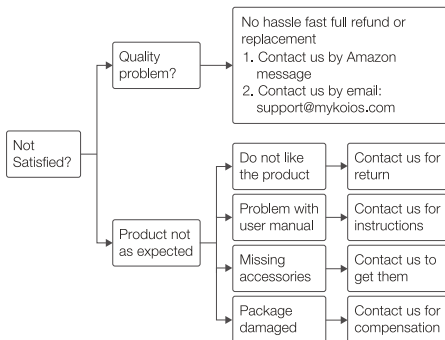 Not
Satisfied?
Quality
problem?
No hassle fast full refund or
replacement
1. Contact us by Amazon
message
2. Contact us by email:
support@mykoios.com
Product not
as expected
Do not like
the product
Contact us for
return
Problem with
user manual
Contact us for
instructions
Missing
accessories
Contact us to
get them
Package
damaged
Contact us for
compensation